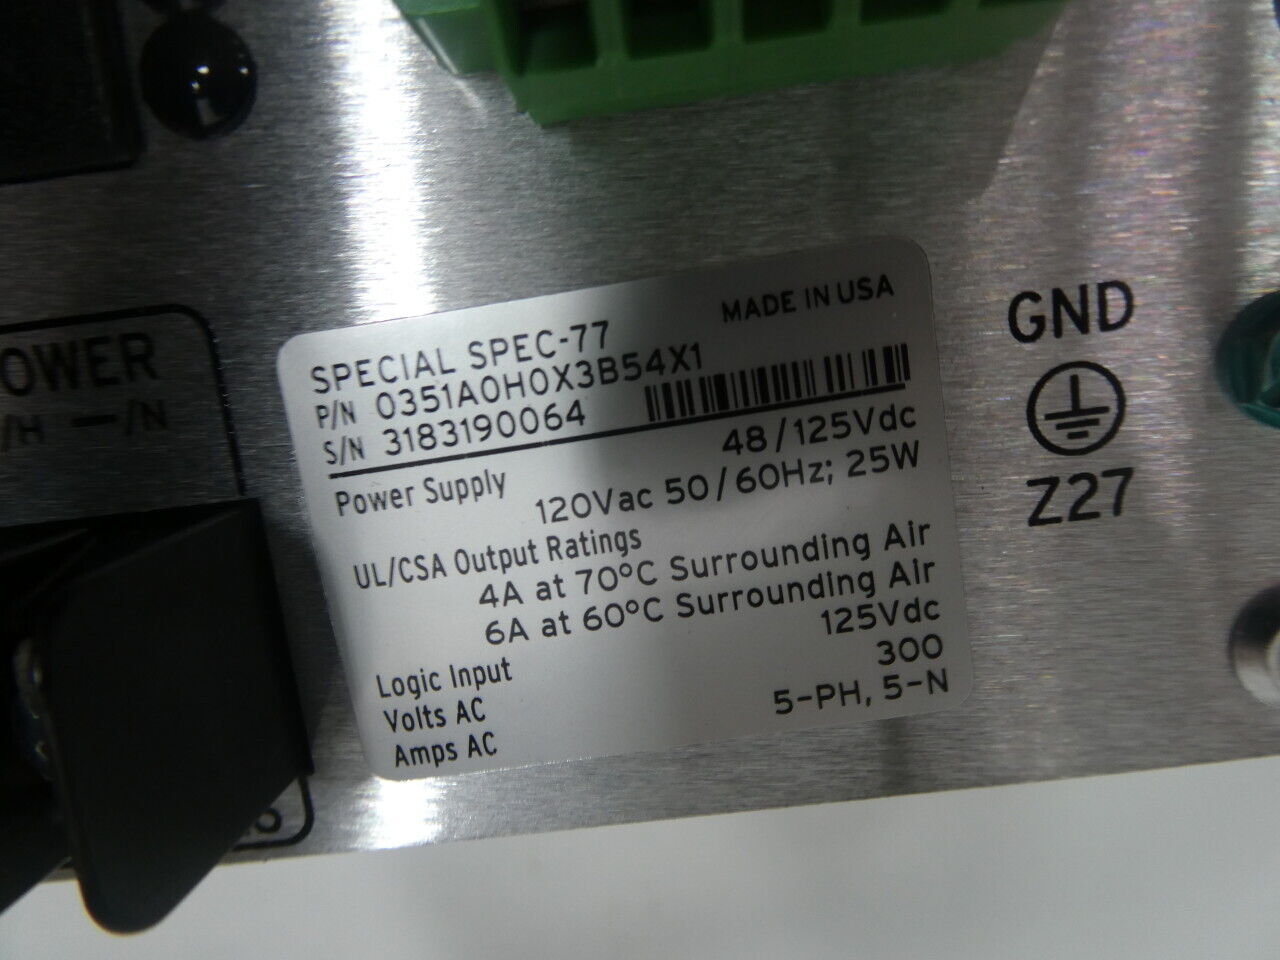 MADE IN USA
SPECIAL SPEC-77
P/N 0351A0H0X3B54X1
S/N 3183190064
Power Supply 48/125Vdc
120Vac 50/60Hz; 25W
UL/CSA Output Ratings
4A at 70°C Surrounding Air
6A at 60°C Surrounding Air
Logic Input 125Vdc
Volts AC 300
Amps AC 5-PH, 5-N
GND
Z27
OWER
/H —/N